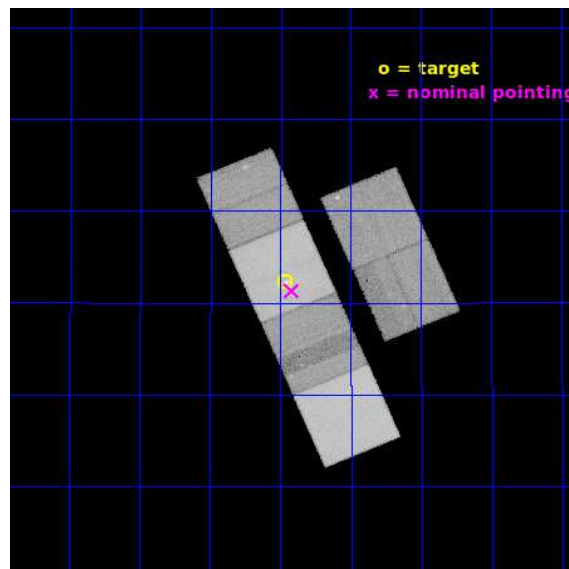 o = target
x = nominal pointing